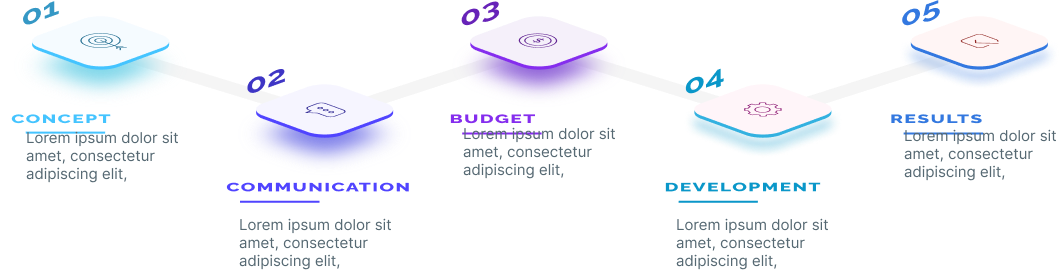 01
CONCEPT
Lorem ipsum dolor sit
amet, consectetur
adipiscing elit,
02
COMMUNICATION
Lorem ipsum dolor sit
amet, consectetur
adipiscing elit,
03
BUDGET
Lorem ipsum dolor sit
amet, consectetur
adipiscing elit,
04
DEVELOPMENT
Lorem ipsum dolor sit
amet, consectetur
adipiscing elit,
05
RESULTS
Lorem ipsum dolor sit
amet, consectetur
adipiscing elit,